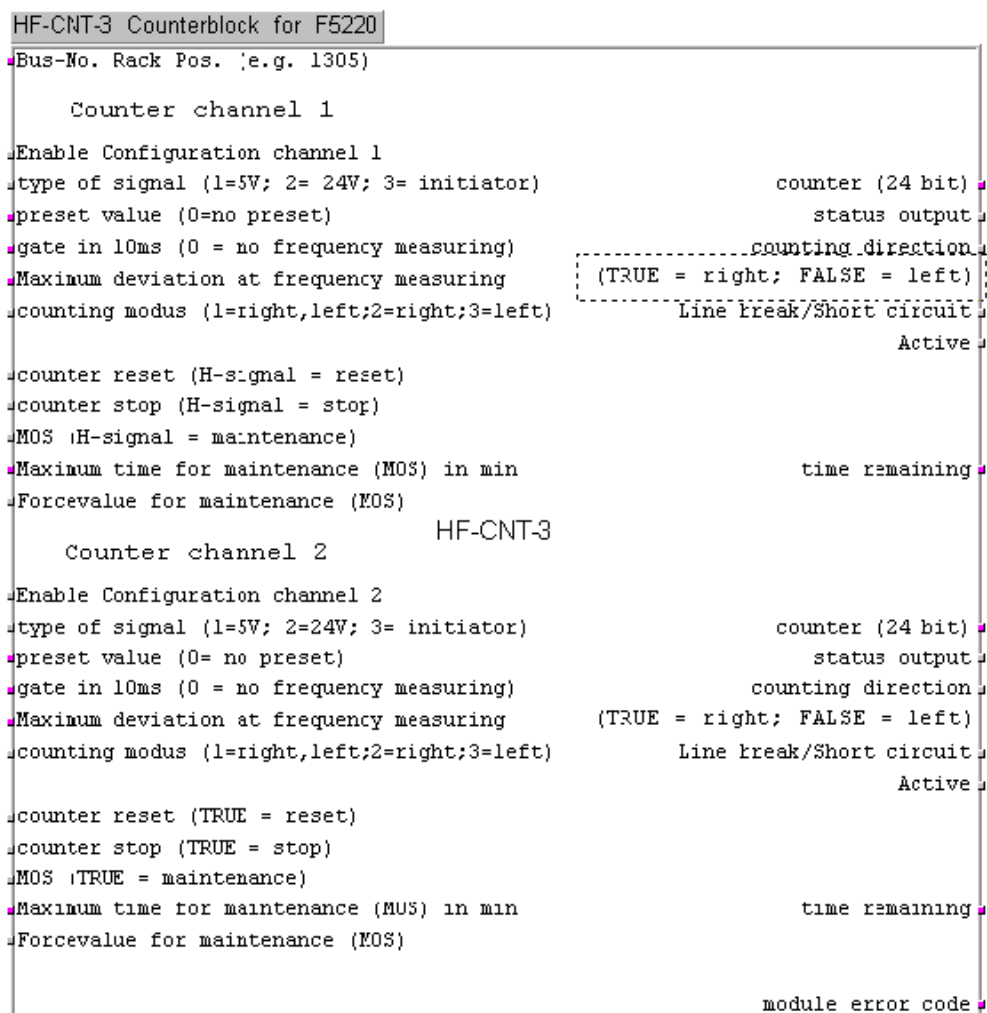 HF-CNT-3 Counterblock for F5220
Bus-No. Rack Pos. (e.g. 1305)
Counter channel 1
Enable Configuration channel 1
type of signal (1=5V; 2= 24V; 3= initiator) counter (24 bit)
preset value (0=no preset) status output
gate in 10ms (0 = no frequency measuring) counting direction
Maximum deviation at frequency measuring (TRUE = right; FALSE = left)
counting modus (1=right,left;2=right;3=left) Line break/Short circuit
Active
counter reset (H-signal = reset)
counter stop (H-signal = stop)
MOS (H-signal = maintenance)
Maximum time for maintenance (MOS) in min time remaining
Forcevalue for maintenance (MOS)
HF-CNT-3
Counter channel 2
Enable Configuration channel 2
type of signal (1=5V; 2=24V; 3= initiator) counter (24 bit)
preset value (0= no preset) status output
gate in 10ms (0 = no frequency measuring) counting direction
Maximum deviation at frequency measuring (TRUE = right; FALSE = left)
counting modus (1=right,left;2=right;3=left) Line break/Short circuit
Active
counter reset (TRUE = reset)
counter stop (TRUE = stop)
MOS (TRUE = maintenance)
Maximum time for maintenance (MOS) in min time remaining
Forcevalue for maintenance (MOS)
module error code